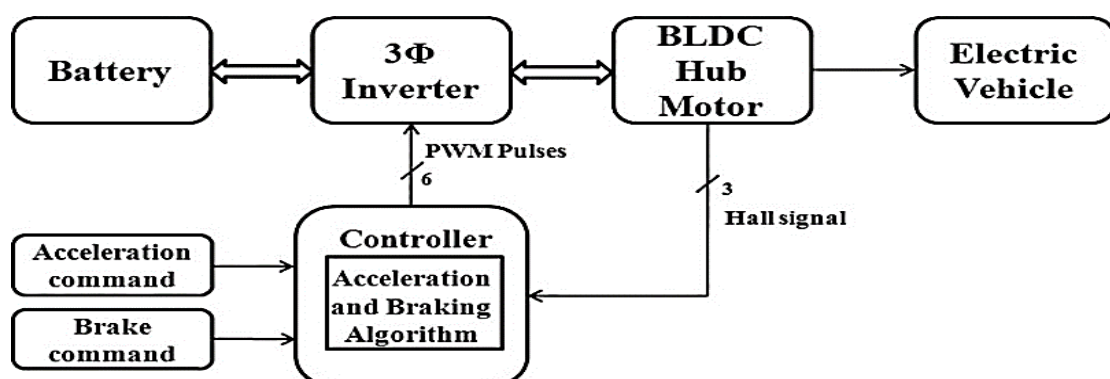 Battery
3Φ
Inverter
BLDC
Hub
Motor
Electric
Vehicle
PWM Pulses
6
3
Hall signal
Controller
Acceleration
and Braking
Algorithm
Acceleration
command
Brake
command